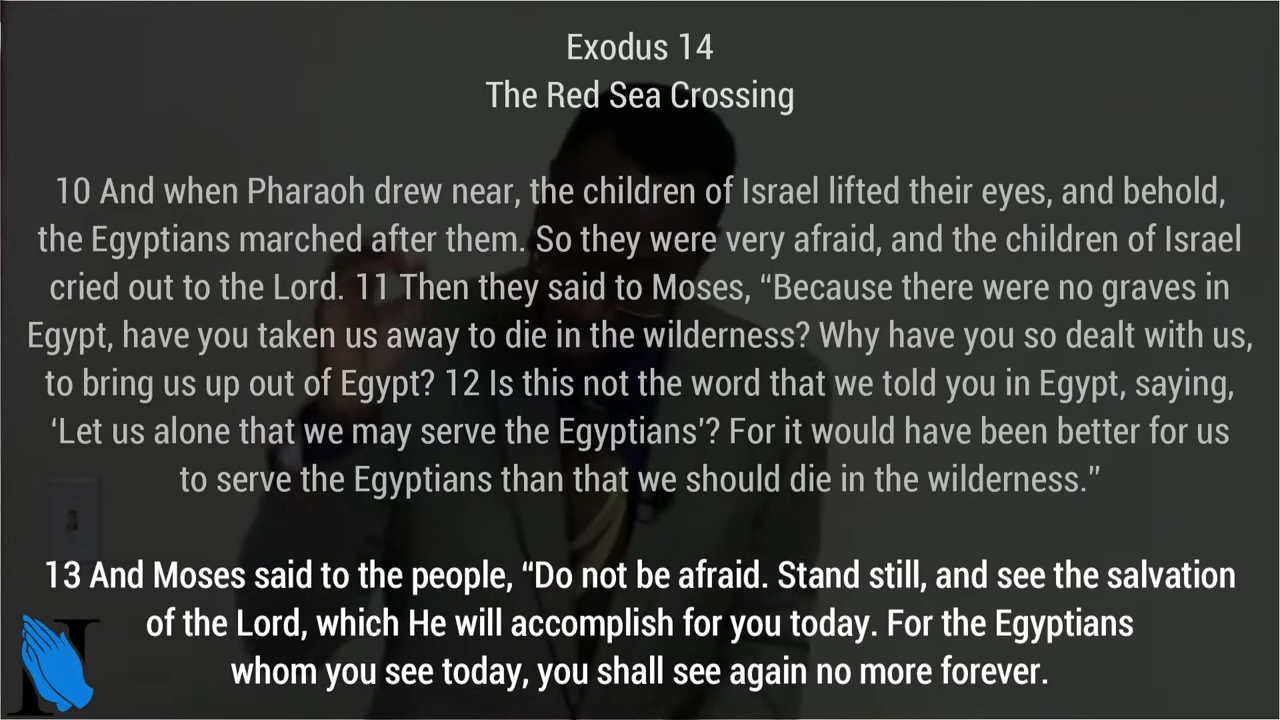 Exodus 14
The Red Sea Crossing
10 And when Pharaoh drew near, the children of Israel lifted their eyes, and behold,
the Egyptians marched after them. So they were very afraid, and the children of Israel
cried out to the Lord. 11 Then they said to Moses, “Because there were no graves in
Egypt, have you taken us away to die in the wilderness? Why have you so dealt with us,
to bring us up out of Egypt? 12 Is this not the word that we told you in Egypt, saying,
‘Let us alone that we may serve the Egyptians’? For it would have been better for us
to serve the Egyptians than that we should die in the wilderness.”
13 And Moses said to the people, “Do not be afraid. Stand still, and see the salvation
of the Lord, which He will accomplish for you today. For the Egyptians
whom you see today, you shall see again no more forever.